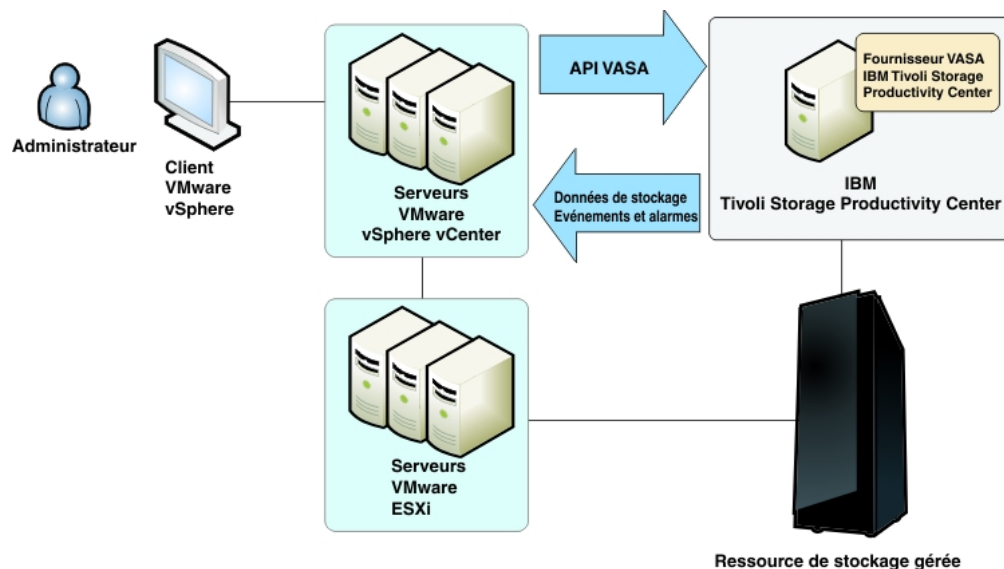 Administrateur
Client
VMware
vSphere
Serveurs
VMware
vSphere vCenter
API VASA
Données de stockage
Evénements et alarmes
Fournisseur VASA
IBM Tivoli Storage
Productivity Center
IBM
Tivoli Storage Productivity Center
Serveurs
VMware
ESXi
Ressource de stockage gérée